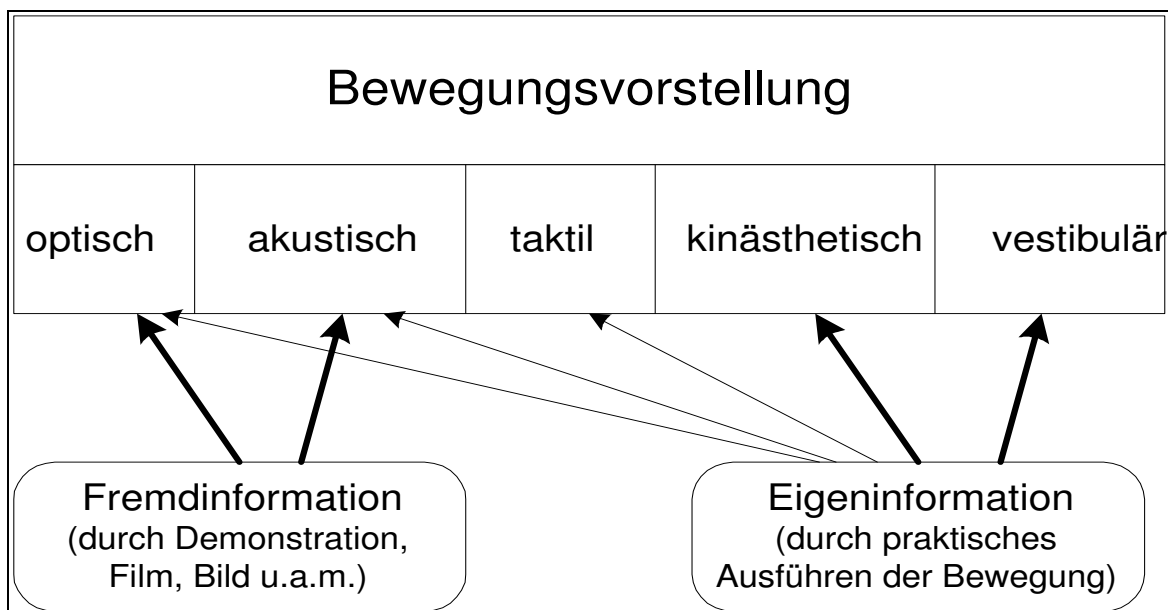 Bewegungsvorstellung
optisch
akustisch
taktil
kinästhetisch
vestibulär
Fremdinformation
(durch Demonstration,
Film, Bild u.a.m.)
Eigeninformation
(durch praktisches
Ausführen der Bewegung)